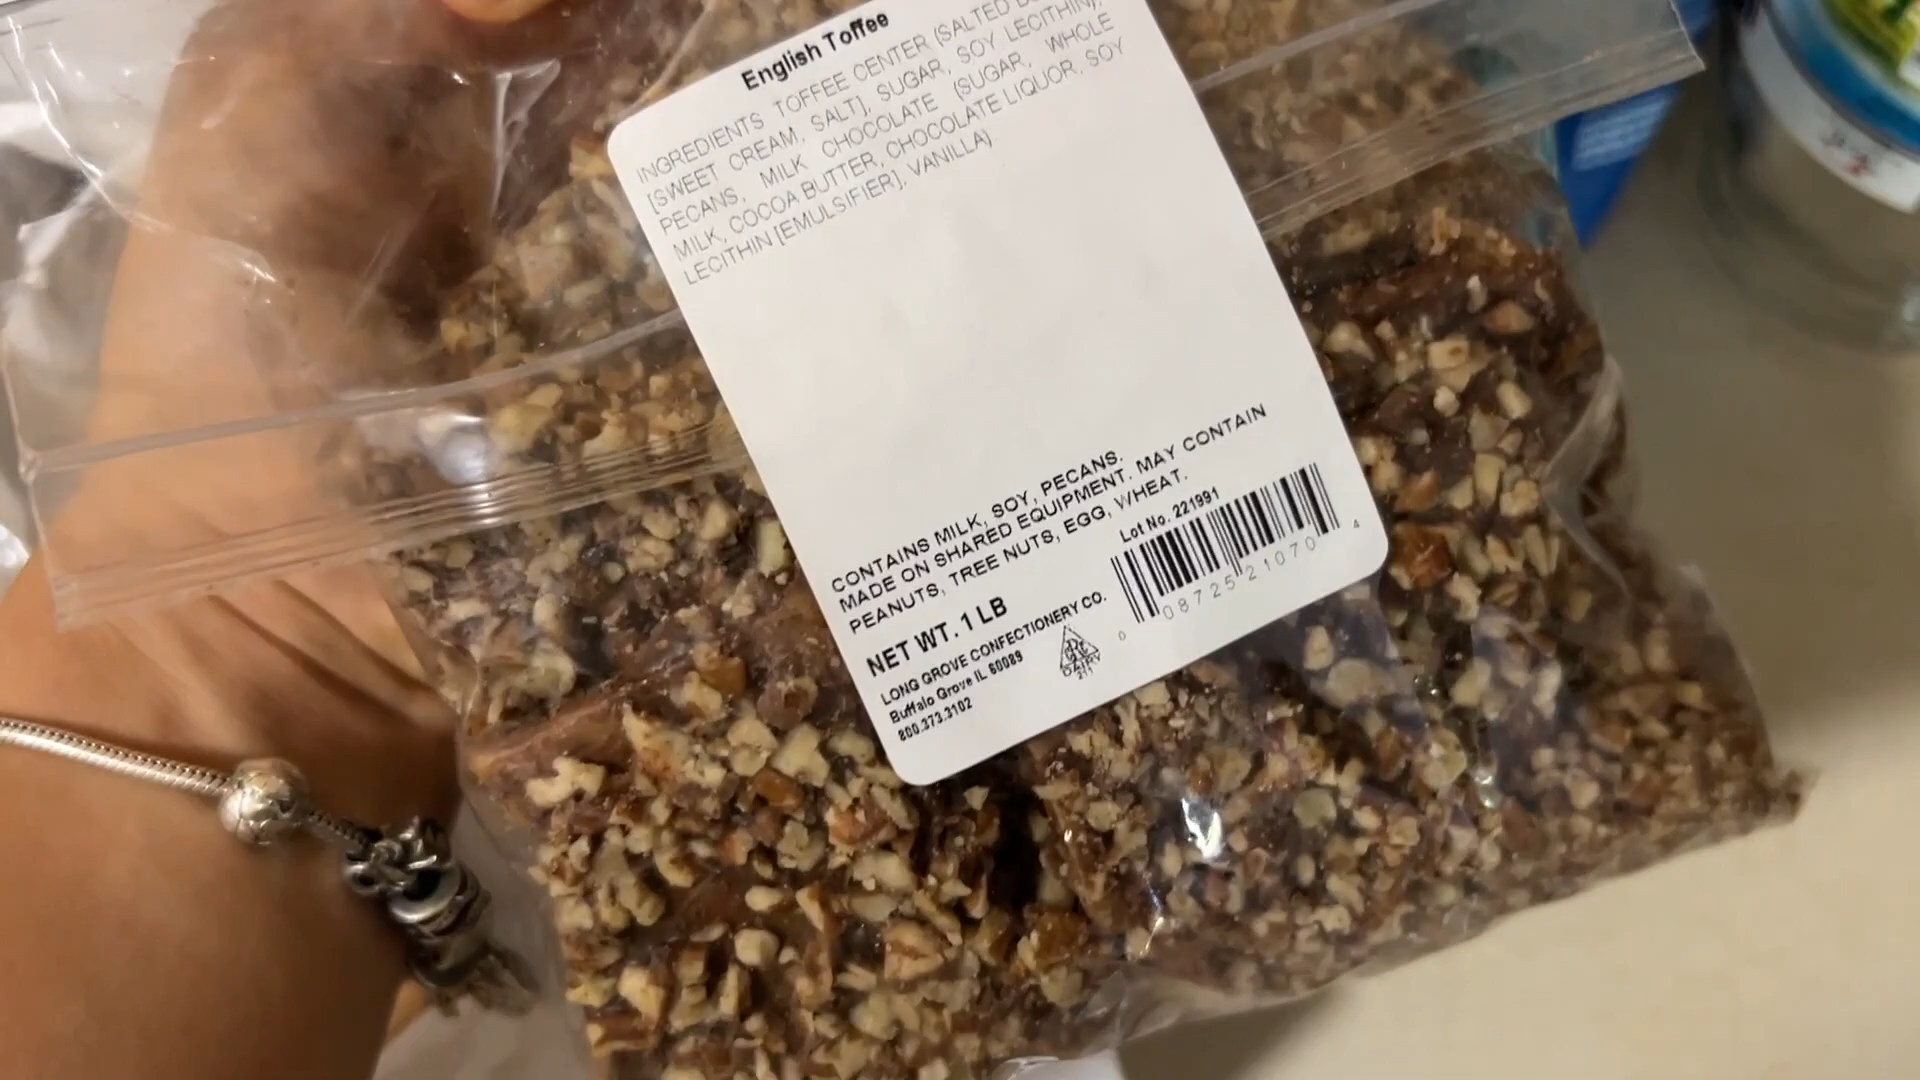 English Toffee
INGREDIENTS TOFFEE CENTER (SALTED
[SWEET CREAM, SALT], SUGAR, SOY LECITHIN),
PECANS, MILK CHOCOLATE (SUGAR, WHOLE
MILK, COCOA BUTTER, CHOCOLATE LIQUOR, SOY
LECITHIN [EMULSIFIER], VANILLA).
CONTAINS MILK, SOY, PECANS.
MADE ON SHARED EQUIPMENT. MAY CONTAIN
PEANUTS, TREE NUTS, EGG, WHEAT.
Lot No. 221991
0 08725 21070 4
NET WT. 1 LB
LONG GROVE CONFECTIONERY CO.
Buffalo Grove IL 60089
800.373.3102
CRC
DAIRY